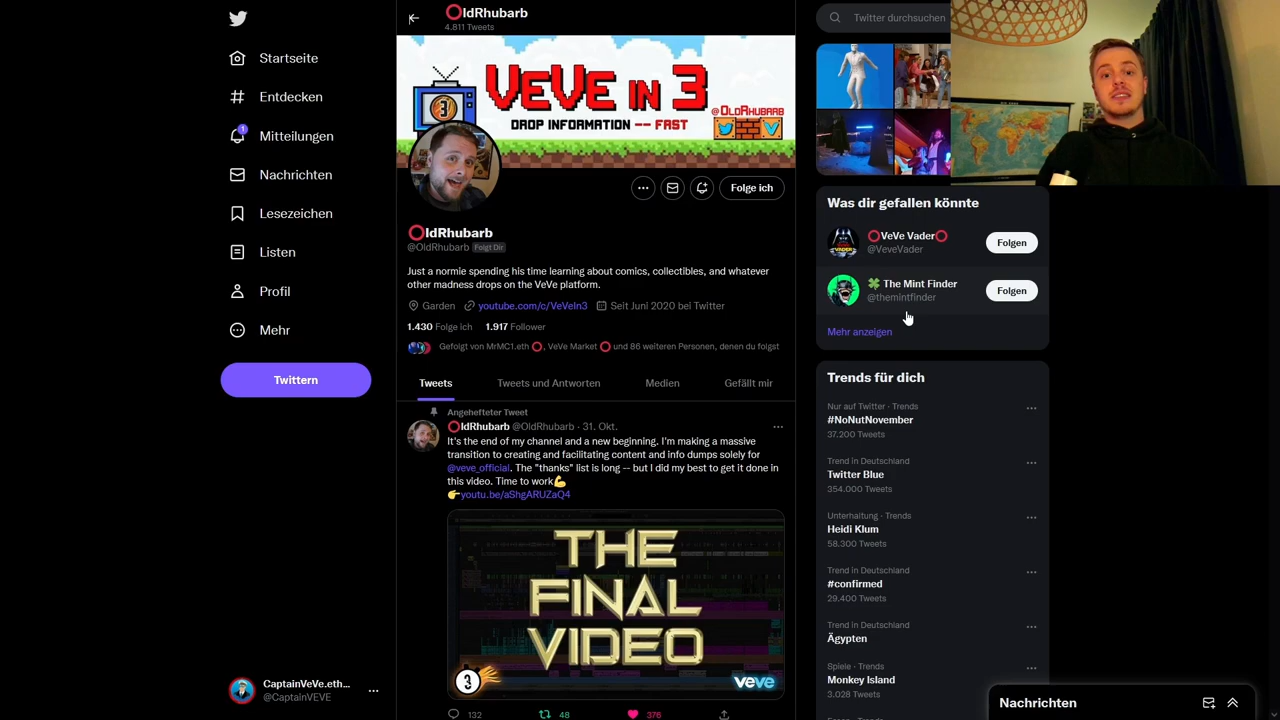 Startseite
Entdecken
1
Mitteilungen
Nachrichten
Lesezeichen
Listen
Profil
Mehr
Twittern
CaptainVeVe.eth...
@CaptainVEVE
⭕ldRhubarb
4.811 Tweets
VEVE IN 3
DROP INFORMATION -- FAST
@OLDRHUBARB
3
Folge ich
⭕ldRhubarb
@OldRhubarb Folgt Dir
Just a normie spending his time learning about comics, collectibles, and whatever
other madness drops on the VeVe platform.
Garden youtube.com/c/VeVeIn3 Seit Juni 2020 bei Twitter
1.430 Folge ich 1.917 Follower
Gefolgt von MrMC1.eth ⭕, VeVe Market ⭕ und 86 weiteren Personen, denen du folgst
Tweets Tweets und Antworten Medien Gefällt mir
Angehefteter Tweet
⭕ldRhubarb @OldRhubarb · 31. Okt.
It's the end of my channel and a new beginning. I'm making a massive
transition to creating and facilitating content and info dumps solely for
@veve_official. The "thanks" list is long -- but I did my best to get it done in
this video. Time to work💪
👉youtu.be/aShgARUZaQ4
THE
FINAL
VIDEO
3
veve
132 48 376
Twitter durchsuchen
Was dir gefallen könnte
⭕VeVe Vader⭕
@VeveVader
Folgen
🍀 The Mint Finder
@themintfinder
Folgen
Mehr anzeigen
Trends für dich
Nur auf Twitter · Trends
#NoNutNovember
37.200 Tweets
Trend in Deutschland
Twitter Blue
354.000 Tweets
Unterhaltung · Trends
Heidi Klum
58.300 Tweets
Trend in Deutschland
#confirmed
29.400 Tweets
Trend in Deutschland
Ägypten
Spiele · Trends
Monkey Island
3.028 Tweets
Nachrichten